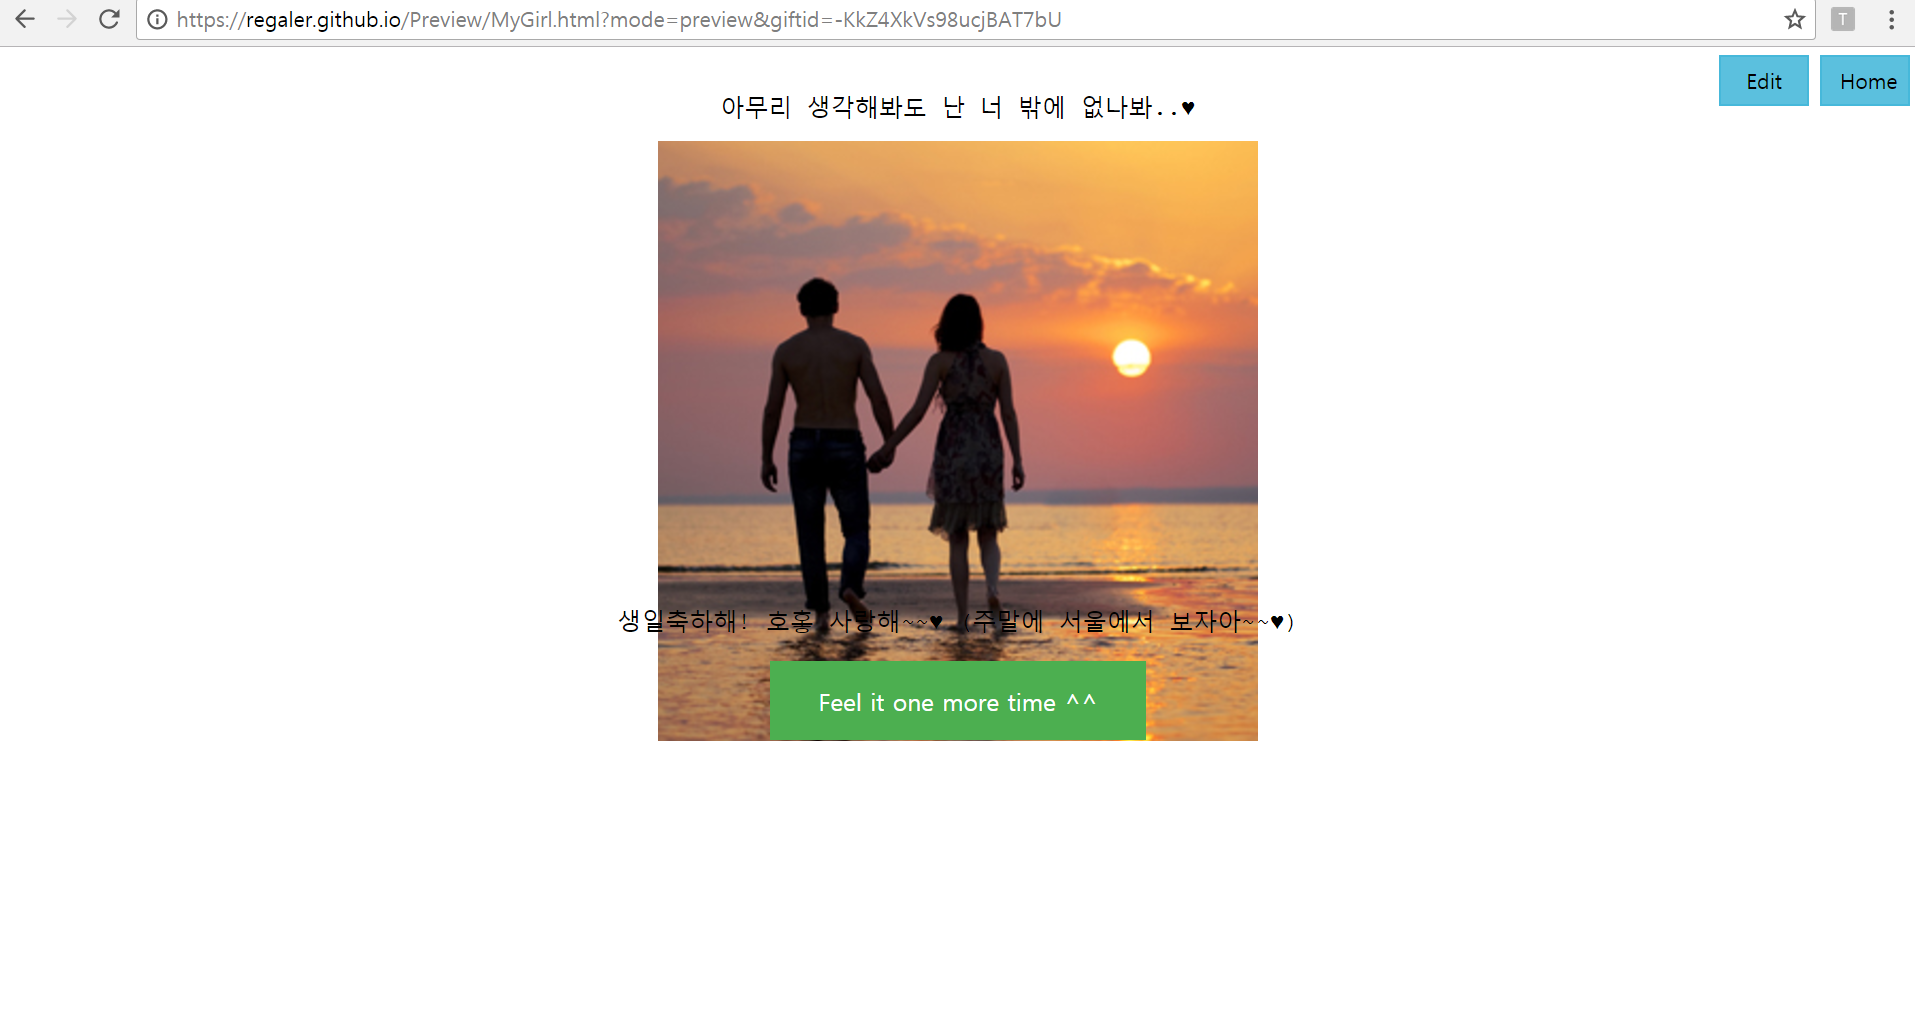 https://regaler.github.io/Preview/MyGirl.html?mode=preview&giftid=-KkZ4XkVs98ucjBAT7bU
T
Edit Home
아무리 생각해봐도 난 너 밖에 없나봐..♥
생일축하해! 호홓 사랑해~~♥ (주말에 서울에서 보자아~~♥)
Feel it one more time ^^